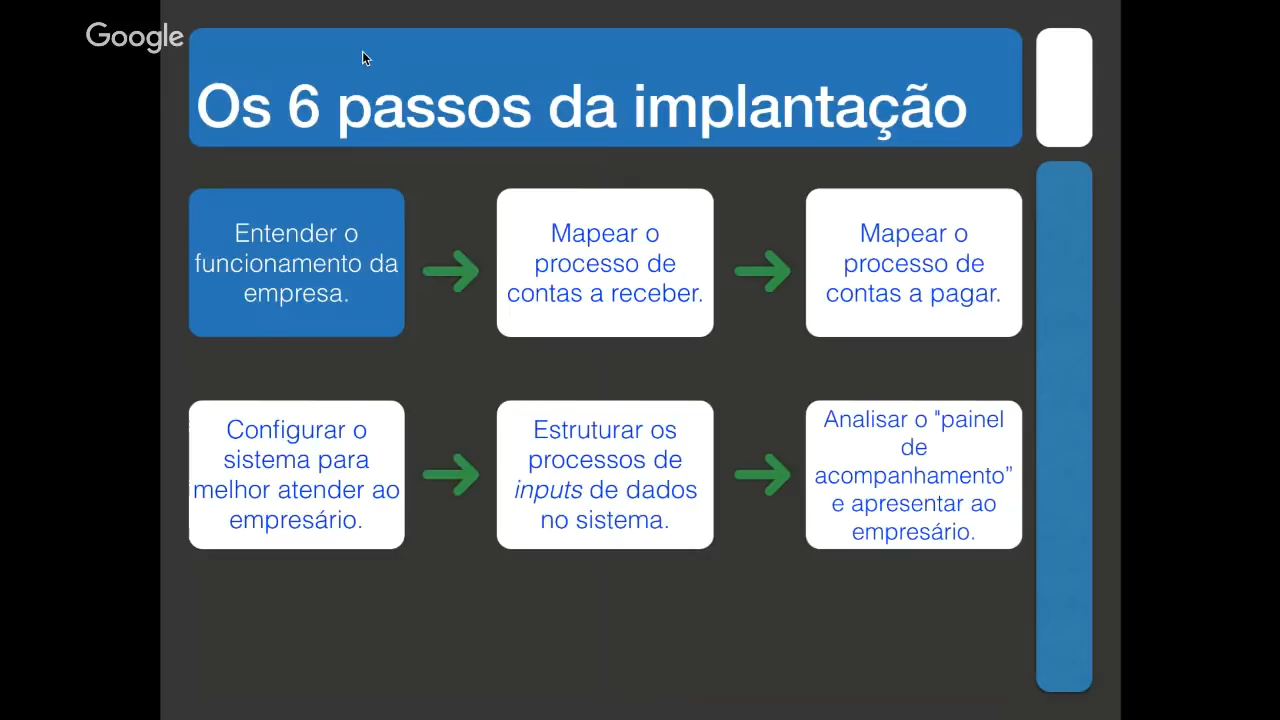 Google
Os 6 passos da implantação
Entender o
funcionamento da
empresa.
Mapear o
processo de
contas a receber.
Mapear o
processo de
contas a pagar.
Configurar o
sistema para
melhor atender ao
empresário.
Estruturar os
processos de
inputs de dados
no sistema.
Analisar o "painel
de
acompanhamento”
e apresentar ao
empresário.